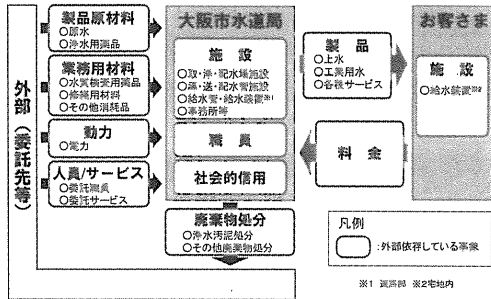 外部（委託先等）
製品原材料
○原水
○浄水用薬品
業務用材料
○水質検査用薬品
○修繕用材料
○その他消耗品
動力
○電力
人員/サービス
○委託職員
○委託サービス
大阪市水道局
施設
○取・浄・配水場施設
○導・送・配水管施設
○給水管・給水装置※1
○事務所等
職員
社会的信用
廃棄物処分
○浄水汚泥処分
○その他廃棄物処分
製品
○上水
○工業用水
○各種サービス
料金
お客さま
施設
○給水装置※2
凡例
:外部依存している事象
※1 道路部 ※2宅地内